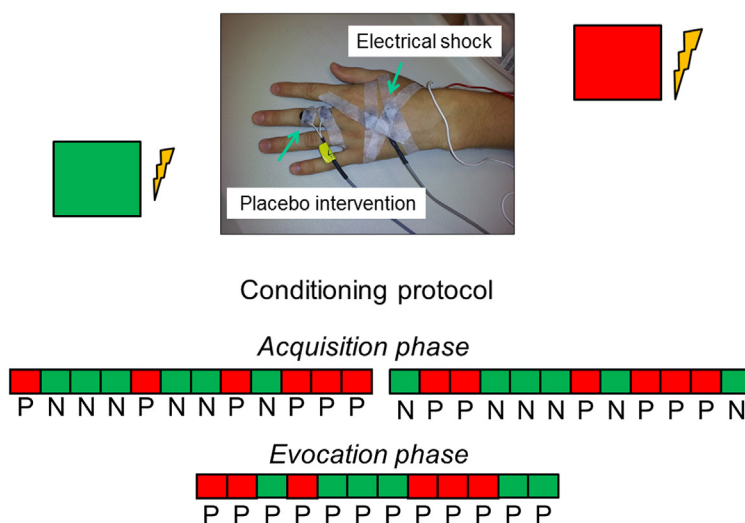 Electrical shock
Placebo intervention
Conditioning protocol
Acquisition phase
P N N N P N N P N P P P N P P N N N P N P P P N
Evocation phase
P P P P P P P P P P P P